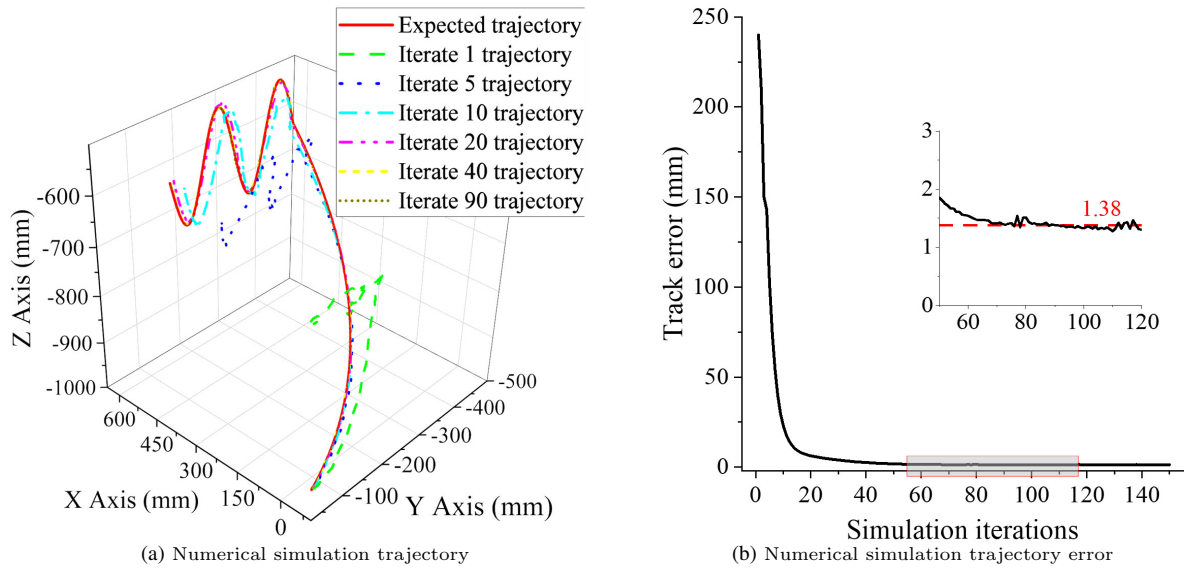 Expected trajectory
Iterate 1 trajectory
Iterate 5 trajectory
Iterate 10 trajectory
Iterate 20 trajectory
Iterate 40 trajectory
Iterate 90 trajectory
Z Axis (mm)
-600
-700
-800
-900
-1000
600
450
300
150
0
X Axis (mm)
-100
-200
-300
-400
-500
Y Axis (mm)
(a) Numerical simulation trajectory
Track error (mm)
250
200
150
100
50
0
0 20 40 60 80 100 120 140
Simulation iterations
3
2
1
0
60 80 100 120
1.38
(b) Numerical simulation trajectory error